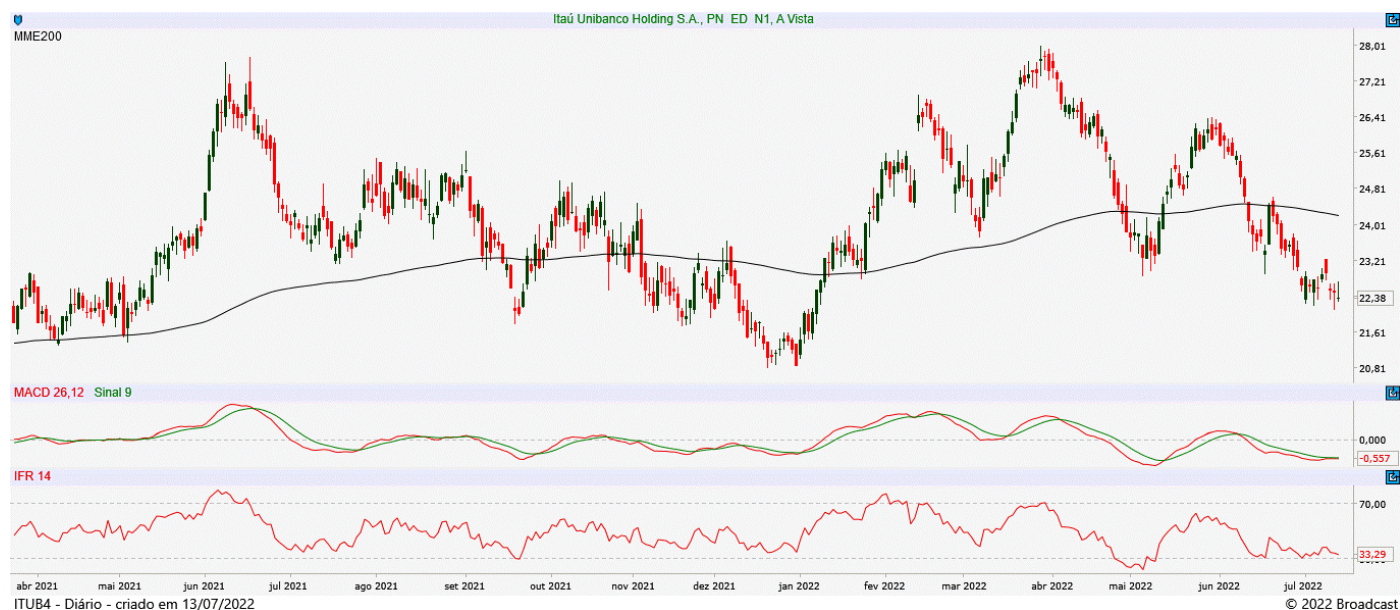 Itaú Unibanco Holding S.A., PN ED N1, A Vista
MME200
28,01
27,21
26,41
25,61
24,81
24,01
23,21
22,38
21,61
20,81
MACD 26,12 Sinal 9
0,000
-0,557
IFR 14
70,00
33,29
abr 2021 mai 2021 jun 2021 jul 2021 ago 2021 set 2021 out 2021 nov 2021 dez 2021 jan 2022 fev 2022 mar 2022 abr 2022 mai 2022 jun 2022 jul 2022
ITUB4 - Diário - criado em 13/07/2022 © 2022 Broadcast